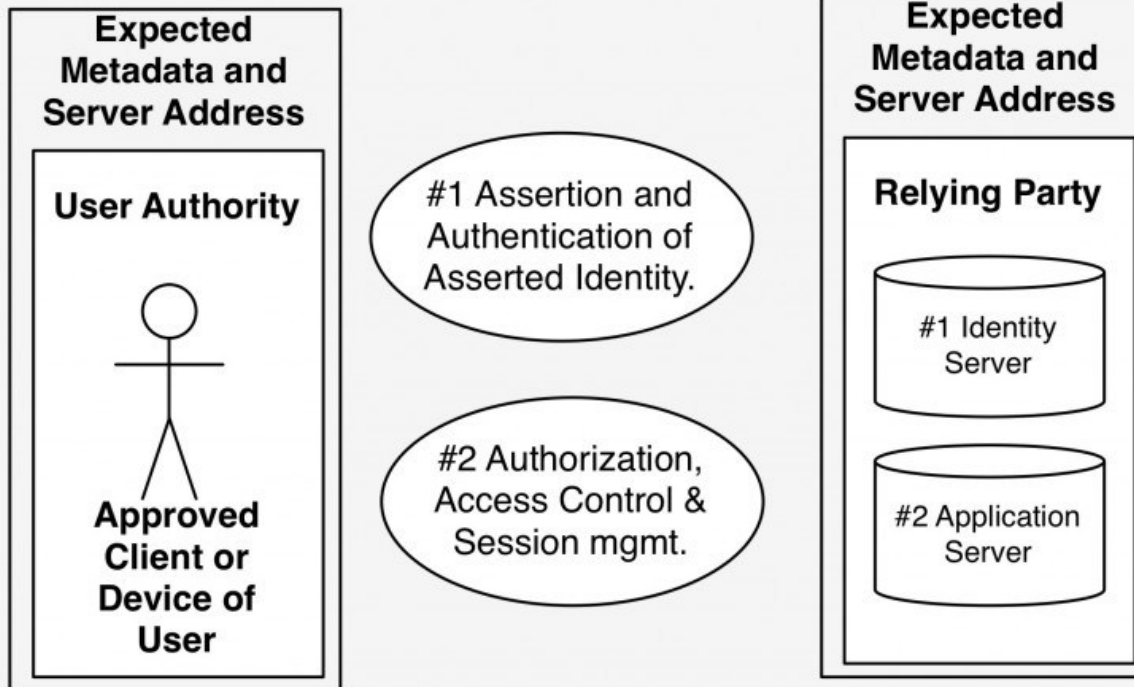 Expected
Metadata and
Server Address
User Authority
Approved
Client or
Device of
User
#1 Assertion and
Authentication of
Asserted Identity.
#2 Authorization,
Access Control &
Session mgmt.
Expected
Metadata and
Server Address
Relying Party
#1 Identity
Server
#2 Application
Server